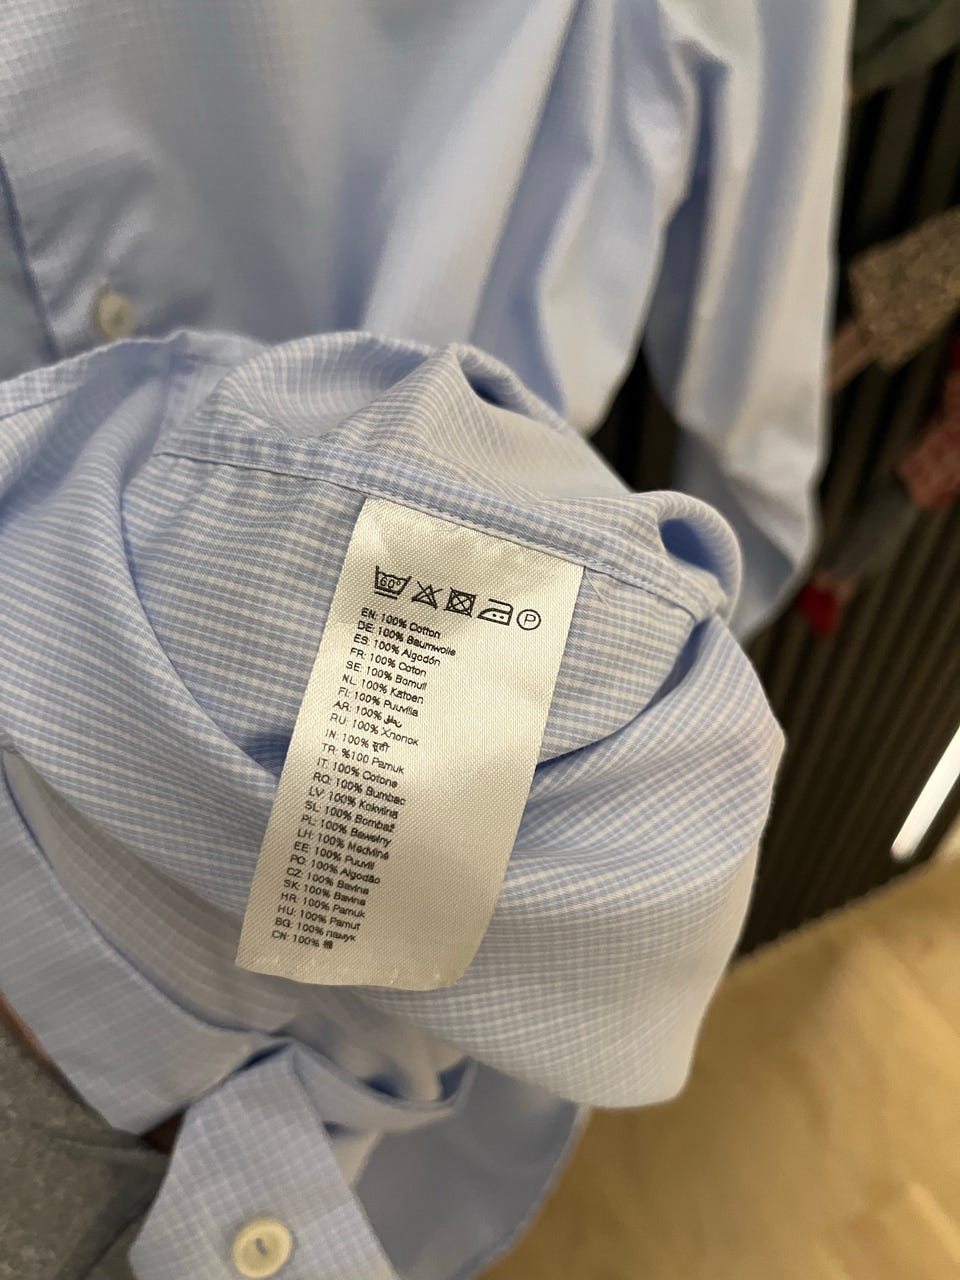 60°
P
EN: 100% Cotton
DE: 100% Baumwolle
ES: 100% Algodón
FR: 100% Coton
SE: 100% Bomull
NL: 100% Katoen
FI: 100% Puuvilla
AR: 100%
RU: 100% Хлопок
IN: 100% सूती
TR: %100 Pamuk
IT: 100% Cotone
RO: 100% Bumbac
LV: 100% Kokvilna
SL: 100% Bombaž
PL: 100% Bawełny
LH: 100% Medvilnė
EE: 100% Puuvill
PO: 100% Algodão
CZ: 100% Bavlna
SK: 100% Bavlna
HR: 100% Pamuk
HU: 100% Pamut
BG: 100% памук
CN: 100% 棉